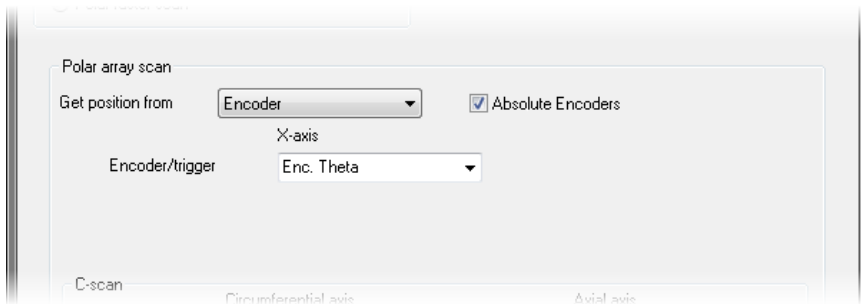 Polar array scan
Get position from Encoder Absolute Encoders
X-axis
Encoder/trigger Enc. Theta
C-scan
Circumferential axis Axial axis